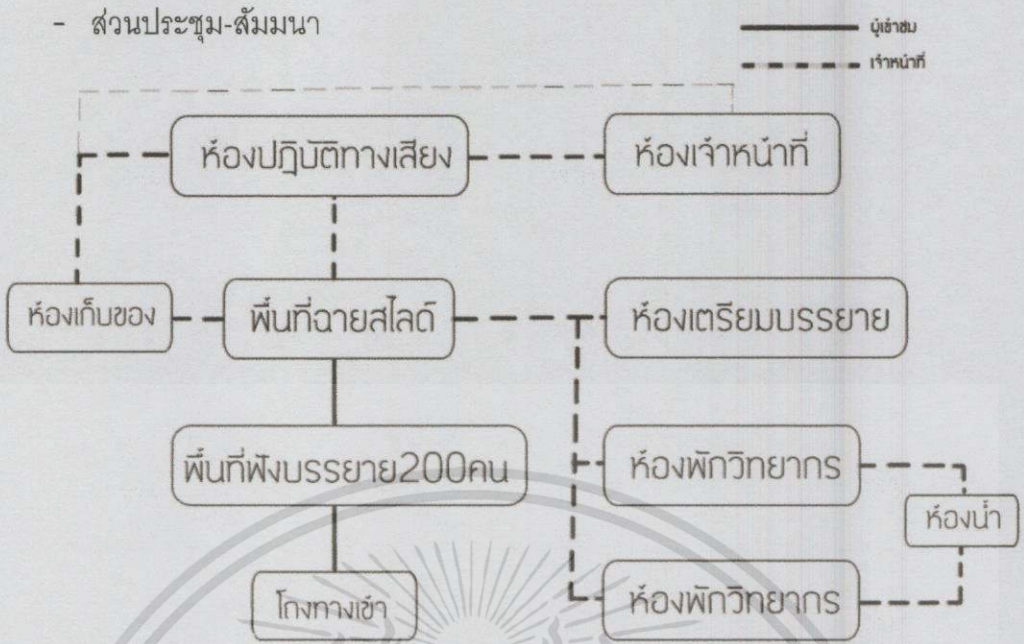 - ส่วนประชุม-สัมมนา
ผู้เข้าชม
เจ้าหน้าที่
ห้องปฎิบัติทางเสียง
ห้องเจ้าหน้าที่
ห้องเก็บของ
พื้นที่ฉายสไลด์
ห้องเตรียมบรรยาย
พื้นที่ฟังบรรยาย200คน
ห้องพักวิทยากร
ห้องน้ำ
โถงทางเข้า
ห้องพักวิทยากร